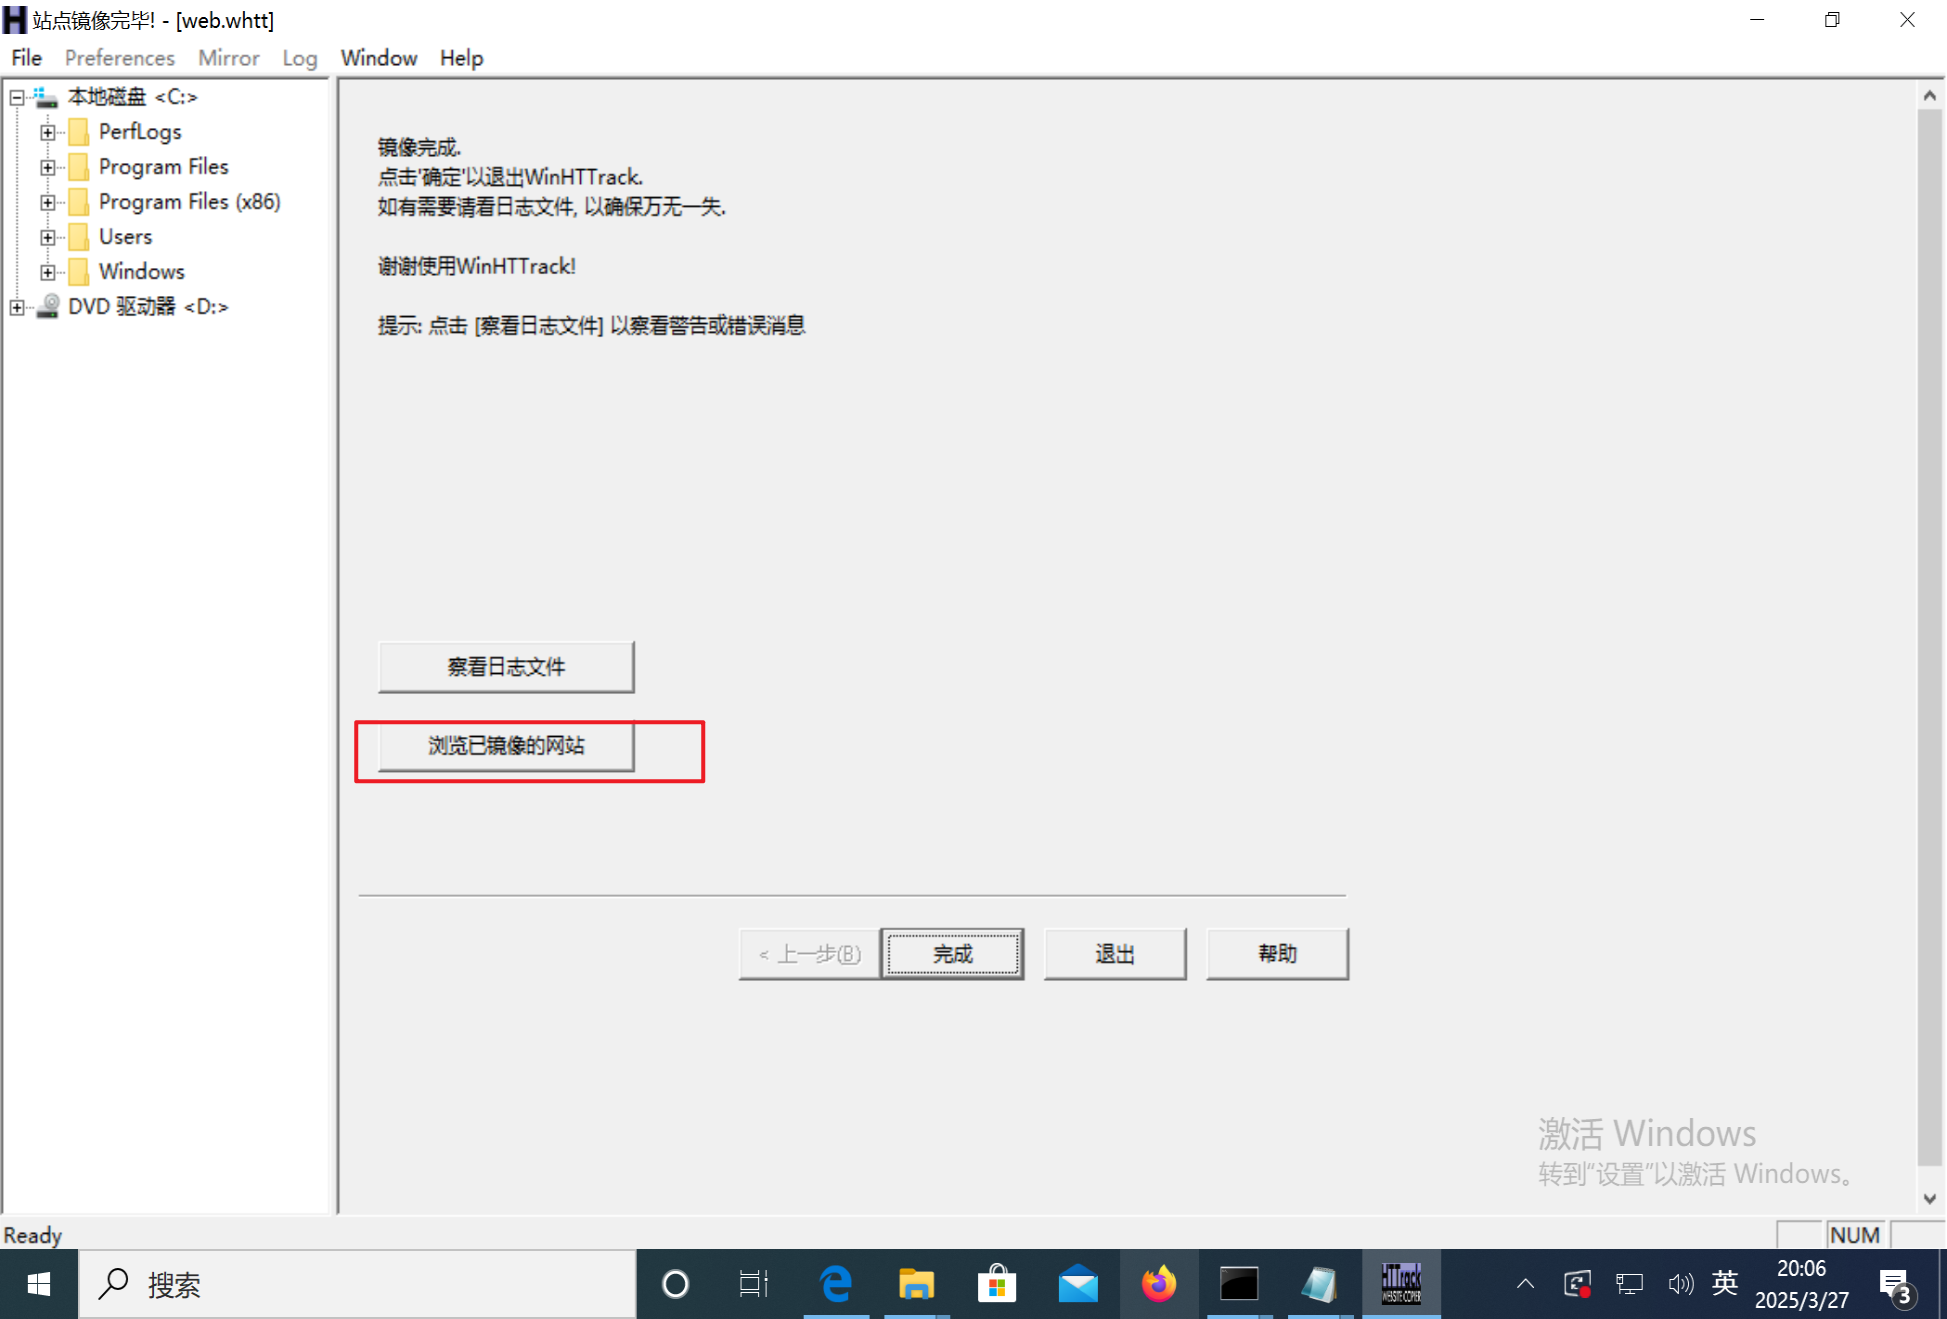 站点镜像完毕! - [web.whtt]
File Preferences Mirror Log Window Help
本地磁盘 <C:>
PerfLogs
Program Files
Program Files (x86)
Users
Windows
DVD 驱动器 <D:>
镜像完成.
点击'确定'以退出WinHTTrack.
如有需要请看日志文件, 以确保万无一失.
谢谢使用WinHTTrack!
提示: 点击 [察看日志文件] 以察看警告或错误消息
察看日志文件
浏览已镜像的网站
< 上一步(B) 完成 退出 帮助
激活 Windows
转到“设置”以激活 Windows。
Ready
NUM
搜索
HTTrack
WEBSITE COPIER
英
20:06
2025/3/27
3